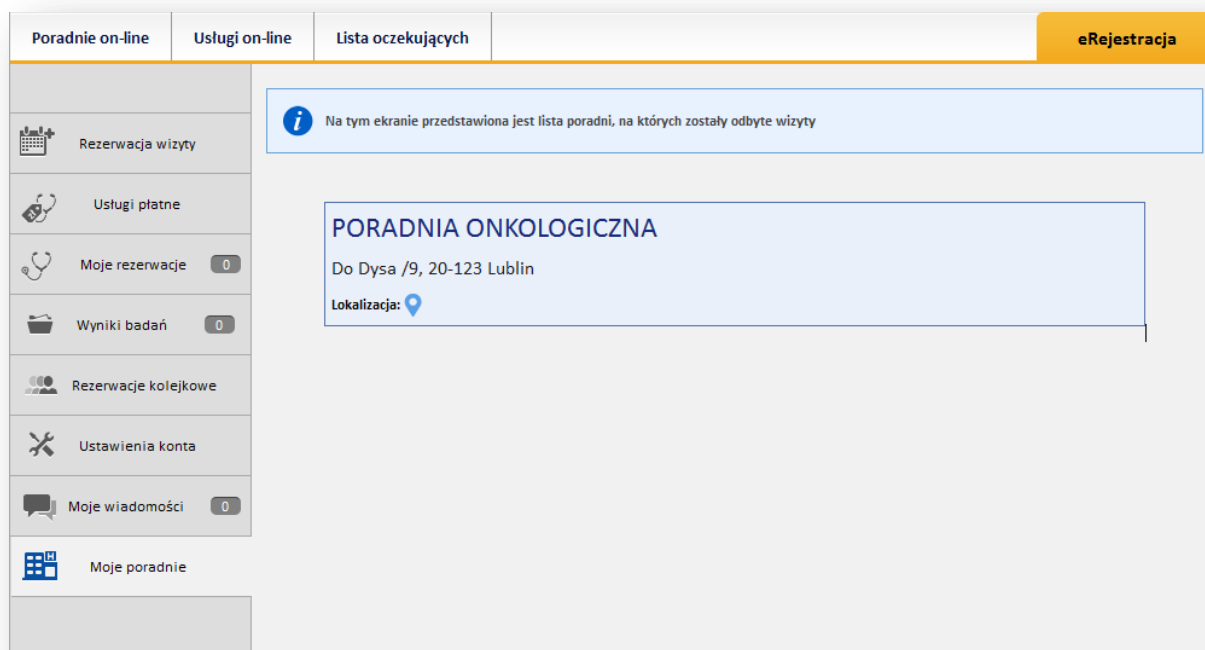 Poradnie on-line
Usługi on-line
Lista oczekujących
eRejestracja
Na tym ekranie przedstawiona jest lista poradni, na których zostały odbyte wizyty
Rezerwacja wizyty
Usługi płatne
Moje rezerwacje 0
Wyniki badań 0
Rezerwacje kolejkowe
Ustawienia konta
Moje wiadomości 0
Moje poradnie
PORADNIA ONKOLOGICZNA
Do Dysa /9, 20-123 Lublin
Lokalizacja: